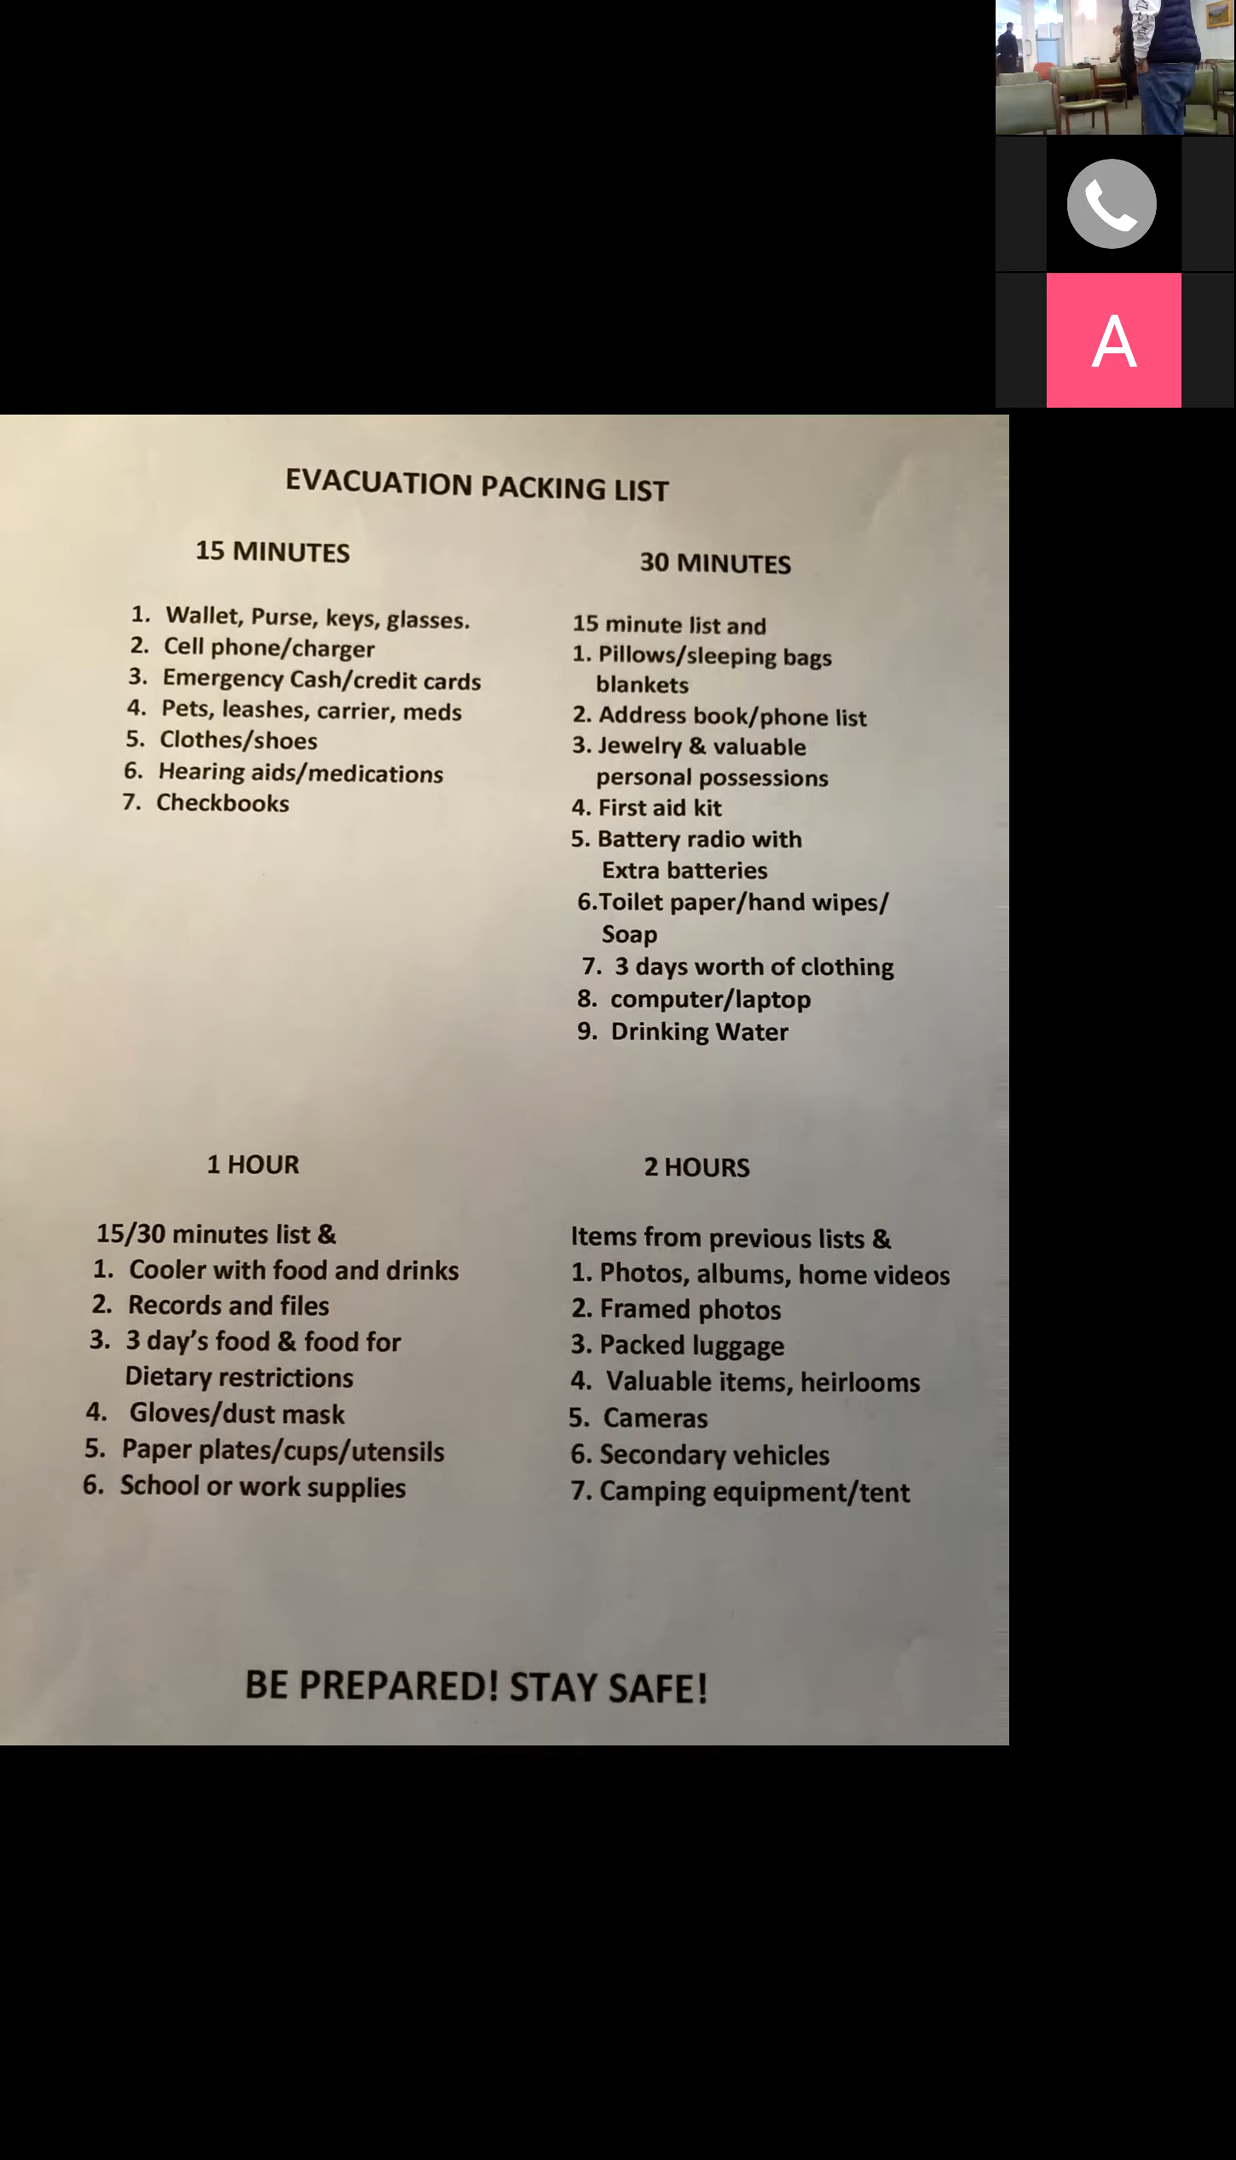 A
EVACUATION PACKING LIST
15 MINUTES
1. Wallet, Purse, keys, glasses.
2. Cell phone/charger
3. Emergency Cash/credit cards
4. Pets, leashes, carrier, meds
5. Clothes/shoes
6. Hearing aids/medications
7. Checkbooks
30 MINUTES
15 minute list and
1. Pillows/sleeping bags
blankets
2. Address book/phone list
3. Jewelry & valuable
personal possessions
4. First aid kit
5. Battery radio with
Extra batteries
6.Toilet paper/hand wipes/
Soap
7. 3 days worth of clothing
8. computer/laptop
9. Drinking Water
1 HOUR
15/30 minutes list &
1. Cooler with food and drinks
2. Records and files
3. 3 day’s food & food for
Dietary restrictions
4. Gloves/dust mask
5. Paper plates/cups/utensils
6. School or work supplies
2 HOURS
Items from previous lists &
1. Photos, albums, home videos
2. Framed photos
3. Packed luggage
4. Valuable items, heirlooms
5. Cameras
6. Secondary vehicles
7. Camping equipment/tent
BE PREPARED! STAY SAFE!